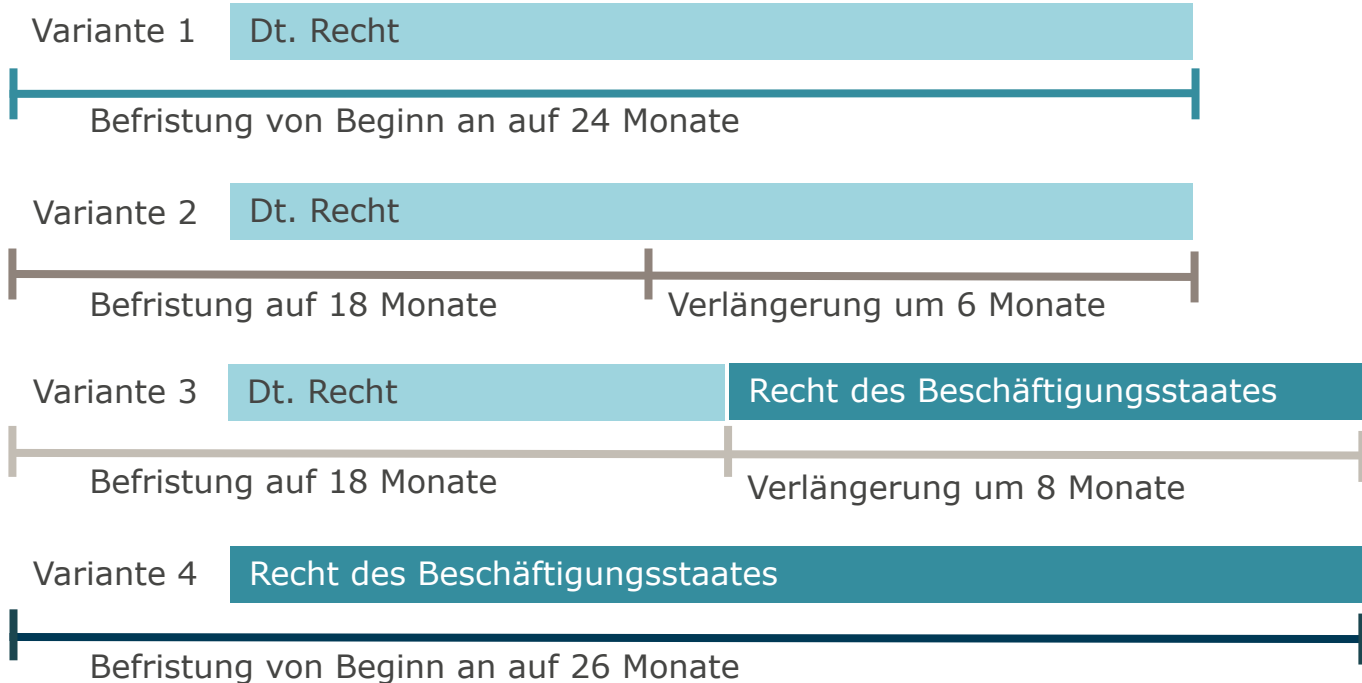 Variante 1
Dt. Recht
Befristung von Beginn an auf 24 Monate
Variante 2
Dt. Recht
Befristung auf 18 Monate
Verlängerung um 6 Monate
Variante 3
Dt. Recht
Recht des Beschäftigungsstaates
Befristung auf 18 Monate
Verlängerung um 8 Monate
Variante 4
Recht des Beschäftigungsstaates
Befristung von Beginn an auf 26 Monate